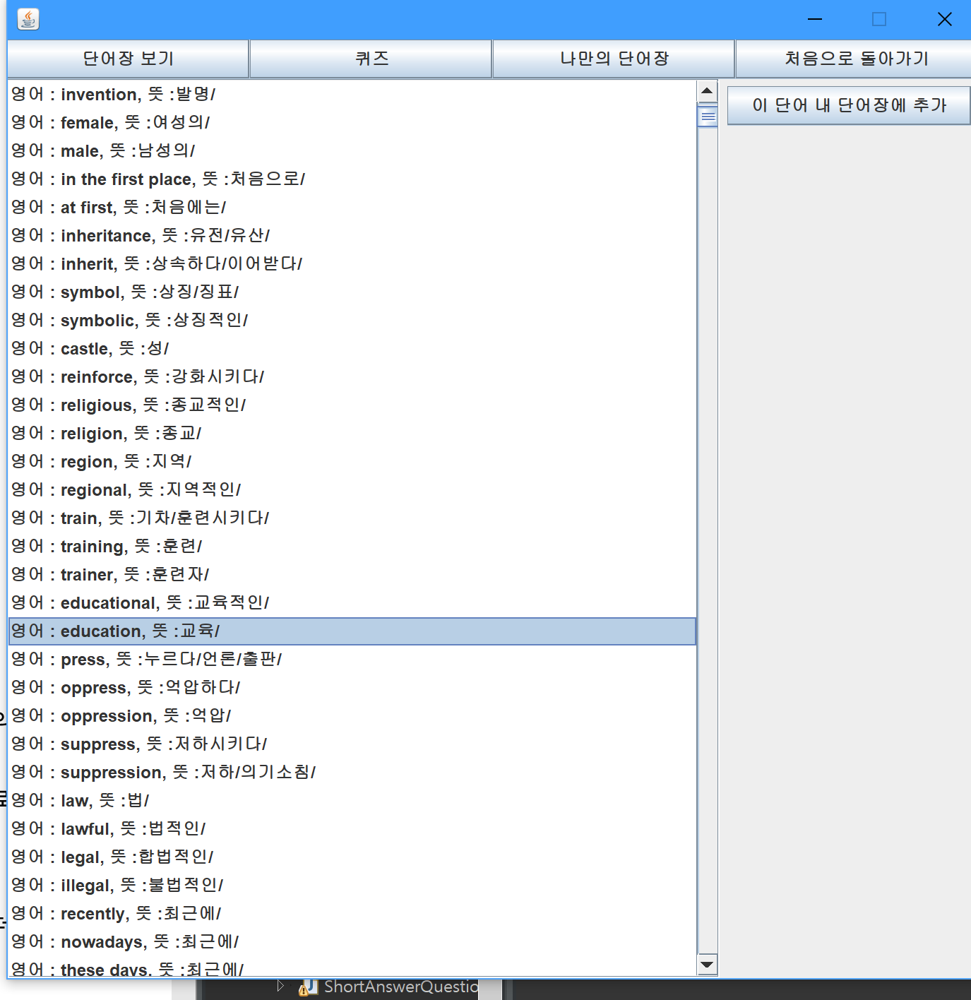 단어장 보기
퀴즈
나만의 단어장
처음으로 돌아가기
이 단어 내 단어장에 추가
영어 : invention, 뜻 :발명/
영어 : female, 뜻 :여성의/
영어 : male, 뜻 :남성의/
영어 : in the first place, 뜻 :처음으로/
영어 : at first, 뜻 :처음에는/
영어 : inheritance, 뜻 :유전/유산/
영어 : inherit, 뜻 :상속하다/이어받다/
영어 : symbol, 뜻 :상징/징표/
영어 : symbolic, 뜻 :상징적인/
영어 : castle, 뜻 :성/
영어 : reinforce, 뜻 :강화시키다/
영어 : religious, 뜻 :종교적인/
영어 : religion, 뜻 :종교/
영어 : region, 뜻 :지역/
영어 : regional, 뜻 :지역적인/
영어 : train, 뜻 :기차/훈련시키다/
영어 : training, 뜻 :훈련/
영어 : trainer, 뜻 :훈련자/
영어 : educational, 뜻 :교육적인/
영어 : education, 뜻 :교육/
영어 : press, 뜻 :누르다/언론/출판/
영어 : oppress, 뜻 :억압하다/
영어 : oppression, 뜻 :억압/
영어 : suppress, 뜻 :저하시키다/
영어 : suppression, 뜻 :저하/의기소침/
영어 : law, 뜻 :법/
영어 : lawful, 뜻 :법적인/
영어 : legal, 뜻 :합법적인/
영어 : illegal, 뜻 :불법적인/
영어 : recently, 뜻 :최근에/
영어 : nowadays, 뜻 :최근에/
영어 : these days, 뜻 :최근에/
ShortAnswerQuestio